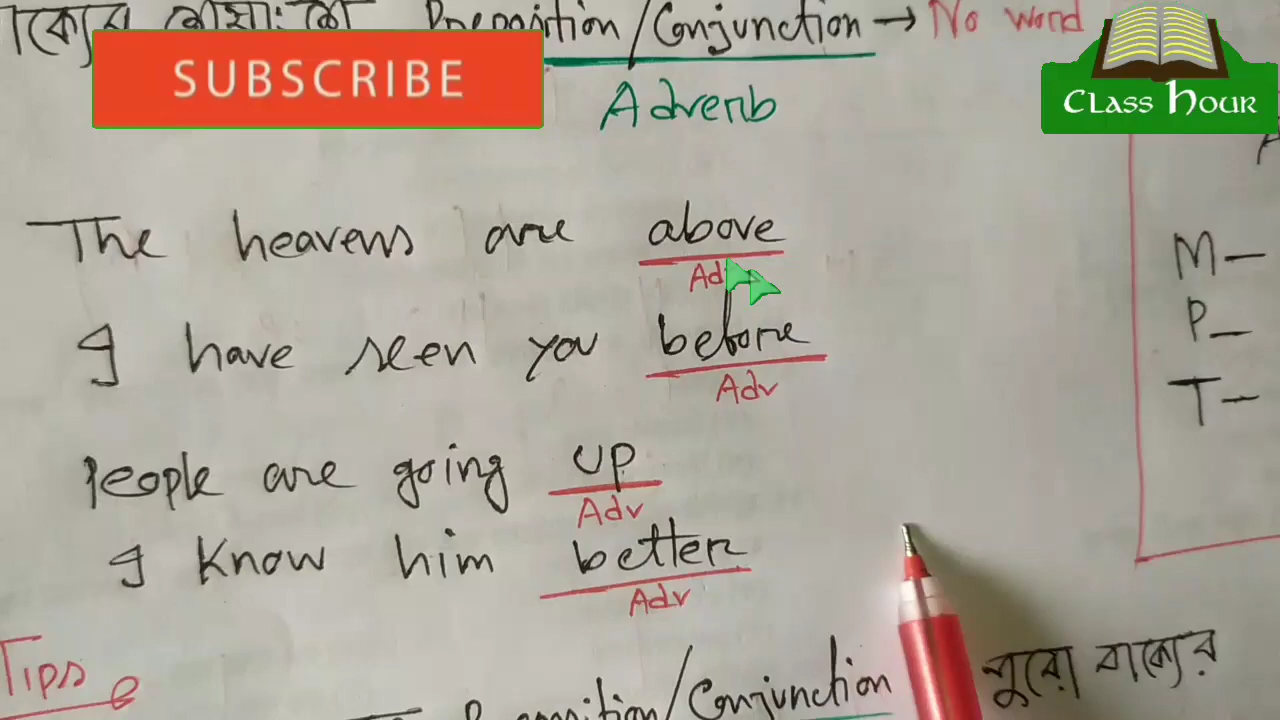 বাক্যের Preposition/Conjunction → No word
SUBSCRIBE
CLASS HOUR
Adverb
The heavens are above
Adv
M—
I have seen you before
P—
Adv
T—
People are going up
Adv
I know him better
Adv
Tips
Preposition/Conjunction পুরো বাক্যের